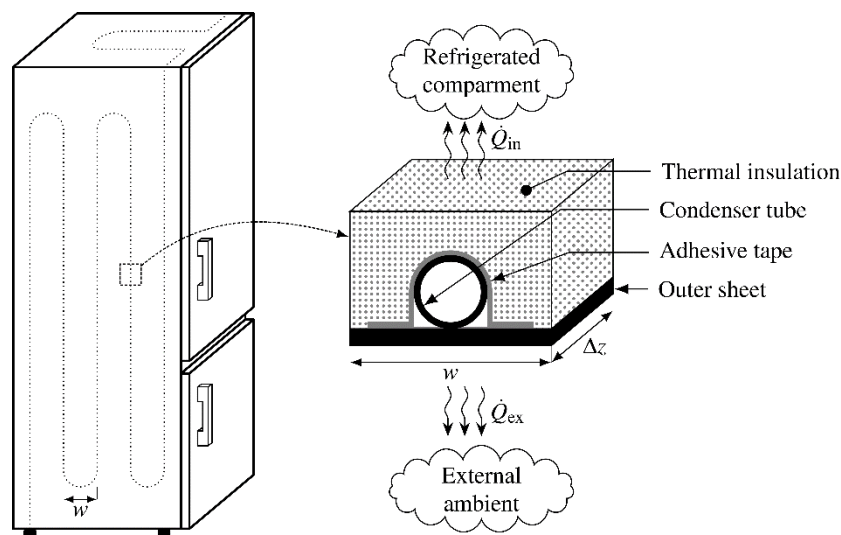 Refrigerated
comparment
Q̇in
Thermal insulation
Condenser tube
Adhesive tape
Outer sheet
Δz
w
Q̇ex
External
ambient
w